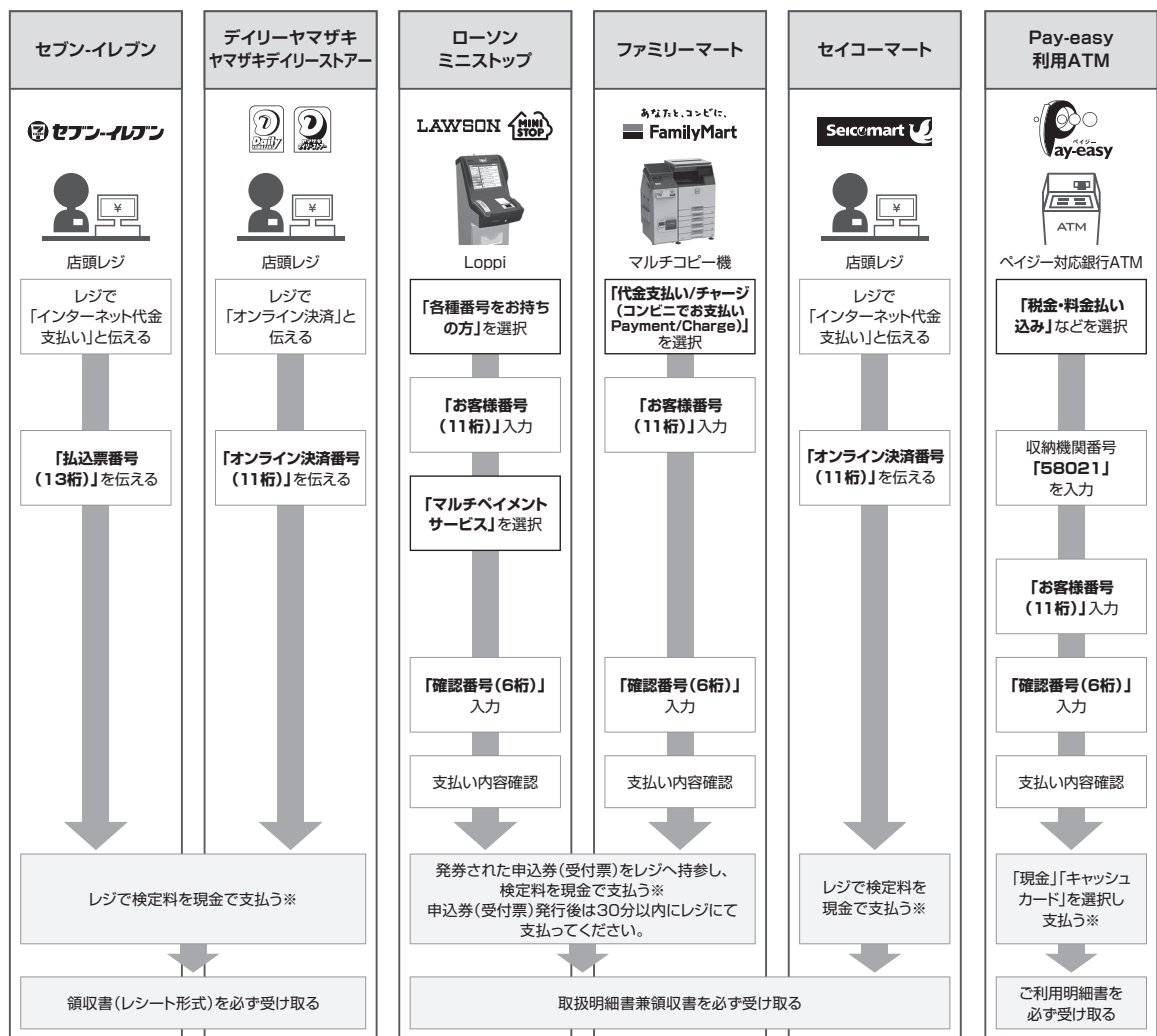 セブン-イレブン
セブン-イレブン
店頭レジ
レジで
「インターネット代金
支払い」と伝える
「払込票番号
(13桁)」を伝える
デイリーヤマザキ
ヤマザキデイリーストアー
Daily
店頭レジ
レジで
「オンライン決済」と
伝える
「オンライン決済番号
(11桁)」を伝える
レジで検定料を現金で支払う※
領収書(レシート形式)を必ず受け取る
ローソン
ミニストップ
LAWSON
MINI
STOP
Loppi
「各種番号をお持ち
の方」を選択
「お客様番号
(11桁)」入力
「マルチペイメント
サービス」を選択
「確認番号(6桁)」
入力
支払い内容確認
ファミリーマート
あなたと、コンビに、
FamilyMart
マルチコピー機
「代金支払い/チャージ
(コンビニでお支払い
Payment/Charge)」
を選択
「お客様番号
(11桁)」入力
「確認番号(6桁)」
入力
支払い内容確認
発券された申込券(受付票)をレジへ持参し、
検定料を現金で支払う※
申込券(受付票)発行後は30分以内にレジにて
支払ってください。
セイコーマート
Seicomart
店頭レジ
レジで
「インターネット代金
支払い」と伝える
「オンライン決済番号
(11桁)」を伝える
レジで検定料を
現金で支払う※
取扱明細書兼領収書を必ず受け取る
Pay-easy
利用ATM
ペイジー
Pay-easy
ATM
ペイジー対応銀行ATM
「税金・料金払い
込み」などを選択
収納機関番号
「58021」
を入力
「お客様番号
(11桁)」入力
「確認番号(6桁)」
入力
支払い内容確認
「現金」「キャッシュ
カード」を選択し
支払う※
ご利用明細書を
必ず受け取る